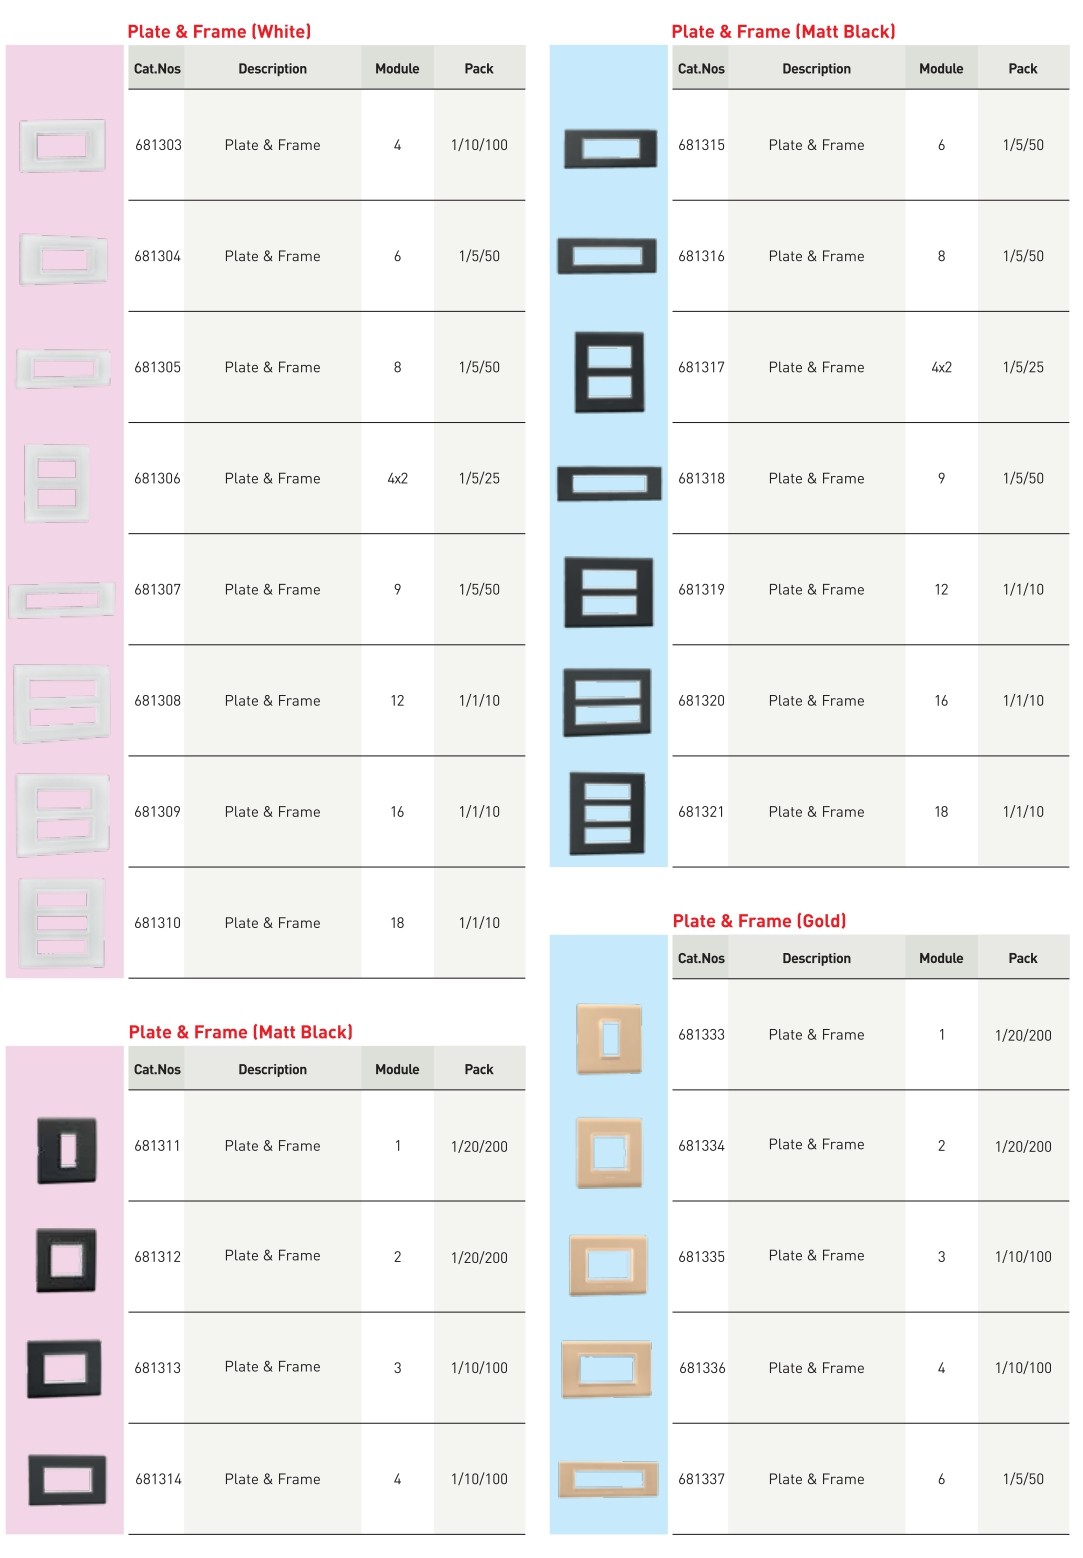 Plate & Frame (White)
Cat.Nos Description Module Pack
681303 Plate & Frame 4 1/10/100
681304 Plate & Frame 6 1/5/50
681305 Plate & Frame 8 1/5/50
681306 Plate & Frame 4x2 1/5/25
681307 Plate & Frame 9 1/5/50
681308 Plate & Frame 12 1/1/10
681309 Plate & Frame 16 1/1/10
681310 Plate & Frame 18 1/1/10
Plate & Frame (Matt Black)
Cat.Nos Description Module Pack
681311 Plate & Frame 1 1/20/200
681312 Plate & Frame 2 1/20/200
681313 Plate & Frame 3 1/10/100
681314 Plate & Frame 4 1/10/100
Plate & Frame (Matt Black)
Cat.Nos Description Module Pack
681315 Plate & Frame 6 1/5/50
681316 Plate & Frame 8 1/5/50
681317 Plate & Frame 4x2 1/5/25
681318 Plate & Frame 9 1/5/50
681319 Plate & Frame 12 1/1/10
681320 Plate & Frame 16 1/1/10
681321 Plate & Frame 18 1/1/10
Plate & Frame (Gold)
Cat.Nos Description Module Pack
681333 Plate & Frame 1 1/20/200
681334 Plate & Frame 2 1/20/200
681335 Plate & Frame 3 1/10/100
681336 Plate & Frame 4 1/10/100
681337 Plate & Frame 6 1/5/50